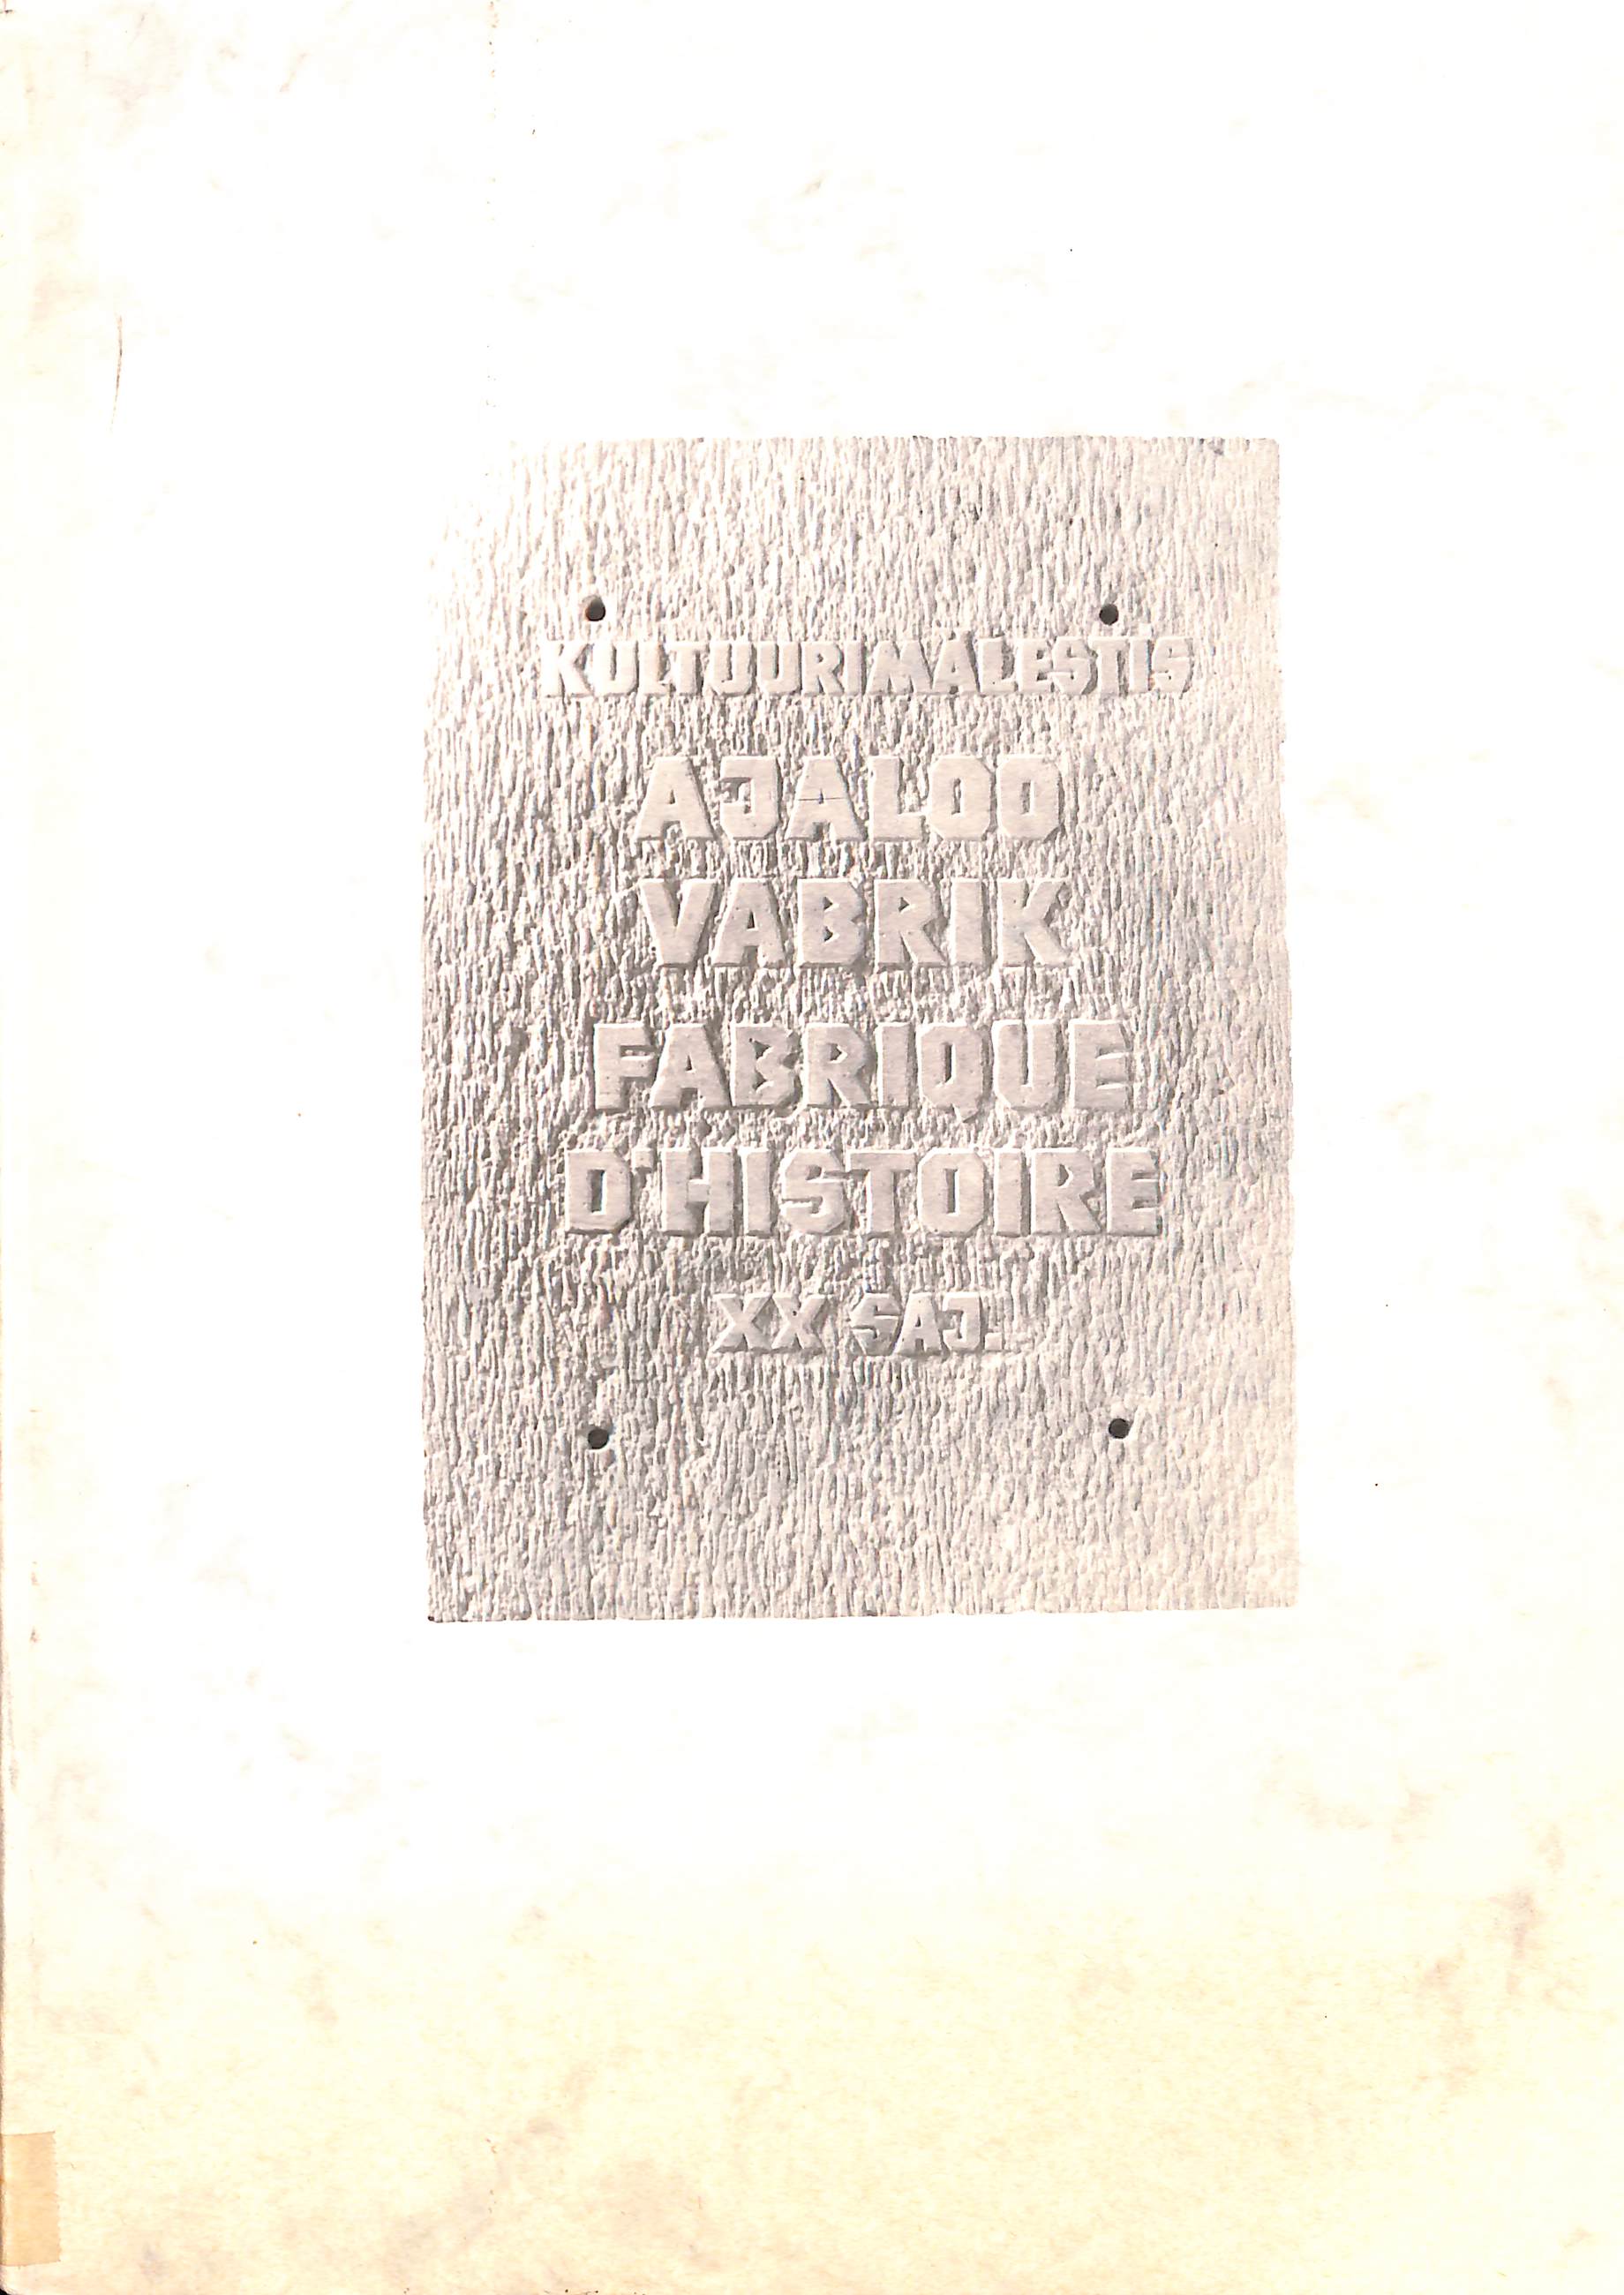 KULTUURIMÄLESTIS
AJALOO
VABRIK
FABRIQUE
D'HISTOIRE
XX SAJ.